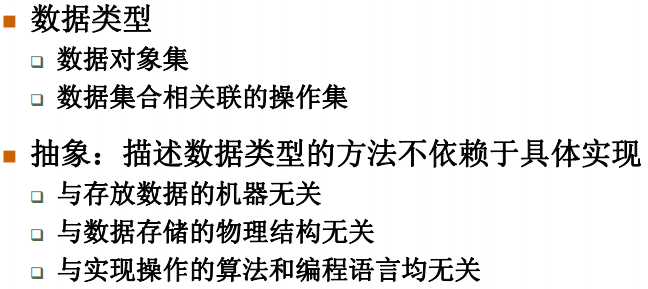 数据类型
数据对象集
数据集合相关联的操作集
抽象：描述数据类型的方法不依赖于具体实现
与存放数据的机器无关
与数据存储的物理结构无关
与实现操作的算法和编程语言均无关